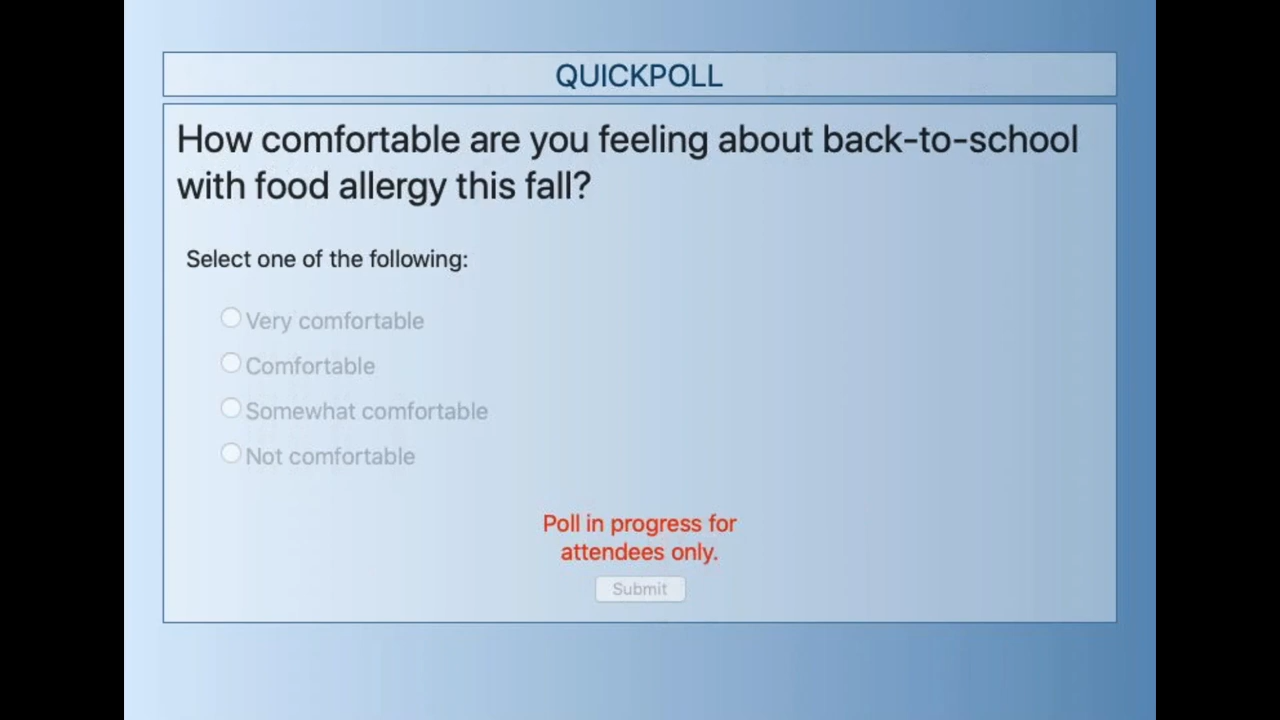 QUICKPOLL
How comfortable are you feeling about back-to-school
with food allergy this fall?
Select one of the following:
Very comfortable
Comfortable
Somewhat comfortable
Not comfortable
Poll in progress for
attendees only.
Submit